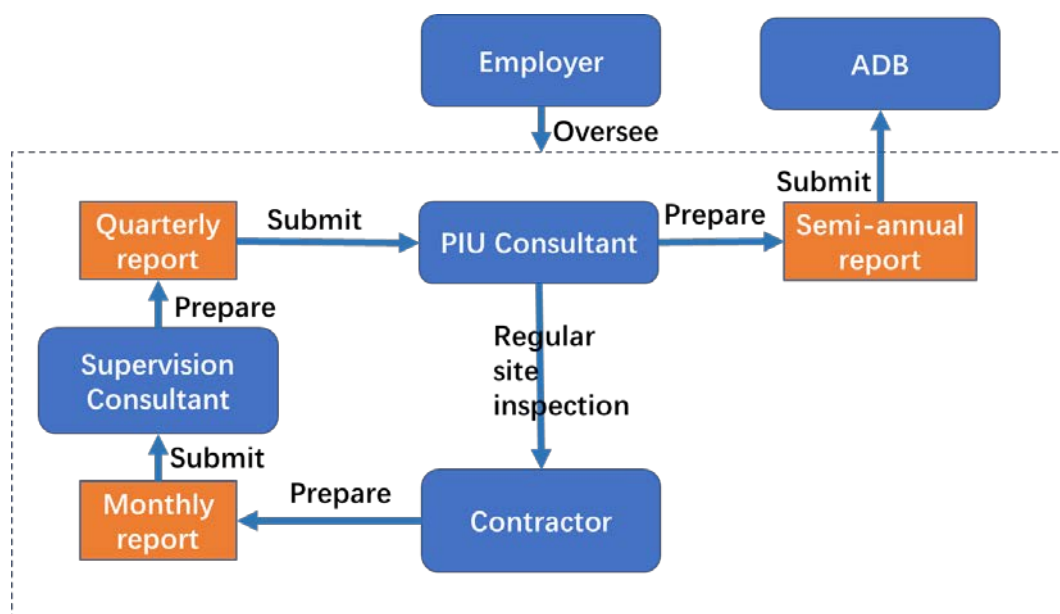 Employer
ADB
Oversee
Submit
Quarterly
report
Submit
PIU Consultant
Prepare
Semi-annual
report
Prepare
Supervision
Consultant
Regular
site
inspection
Submit
Monthly
report
Prepare
Contractor